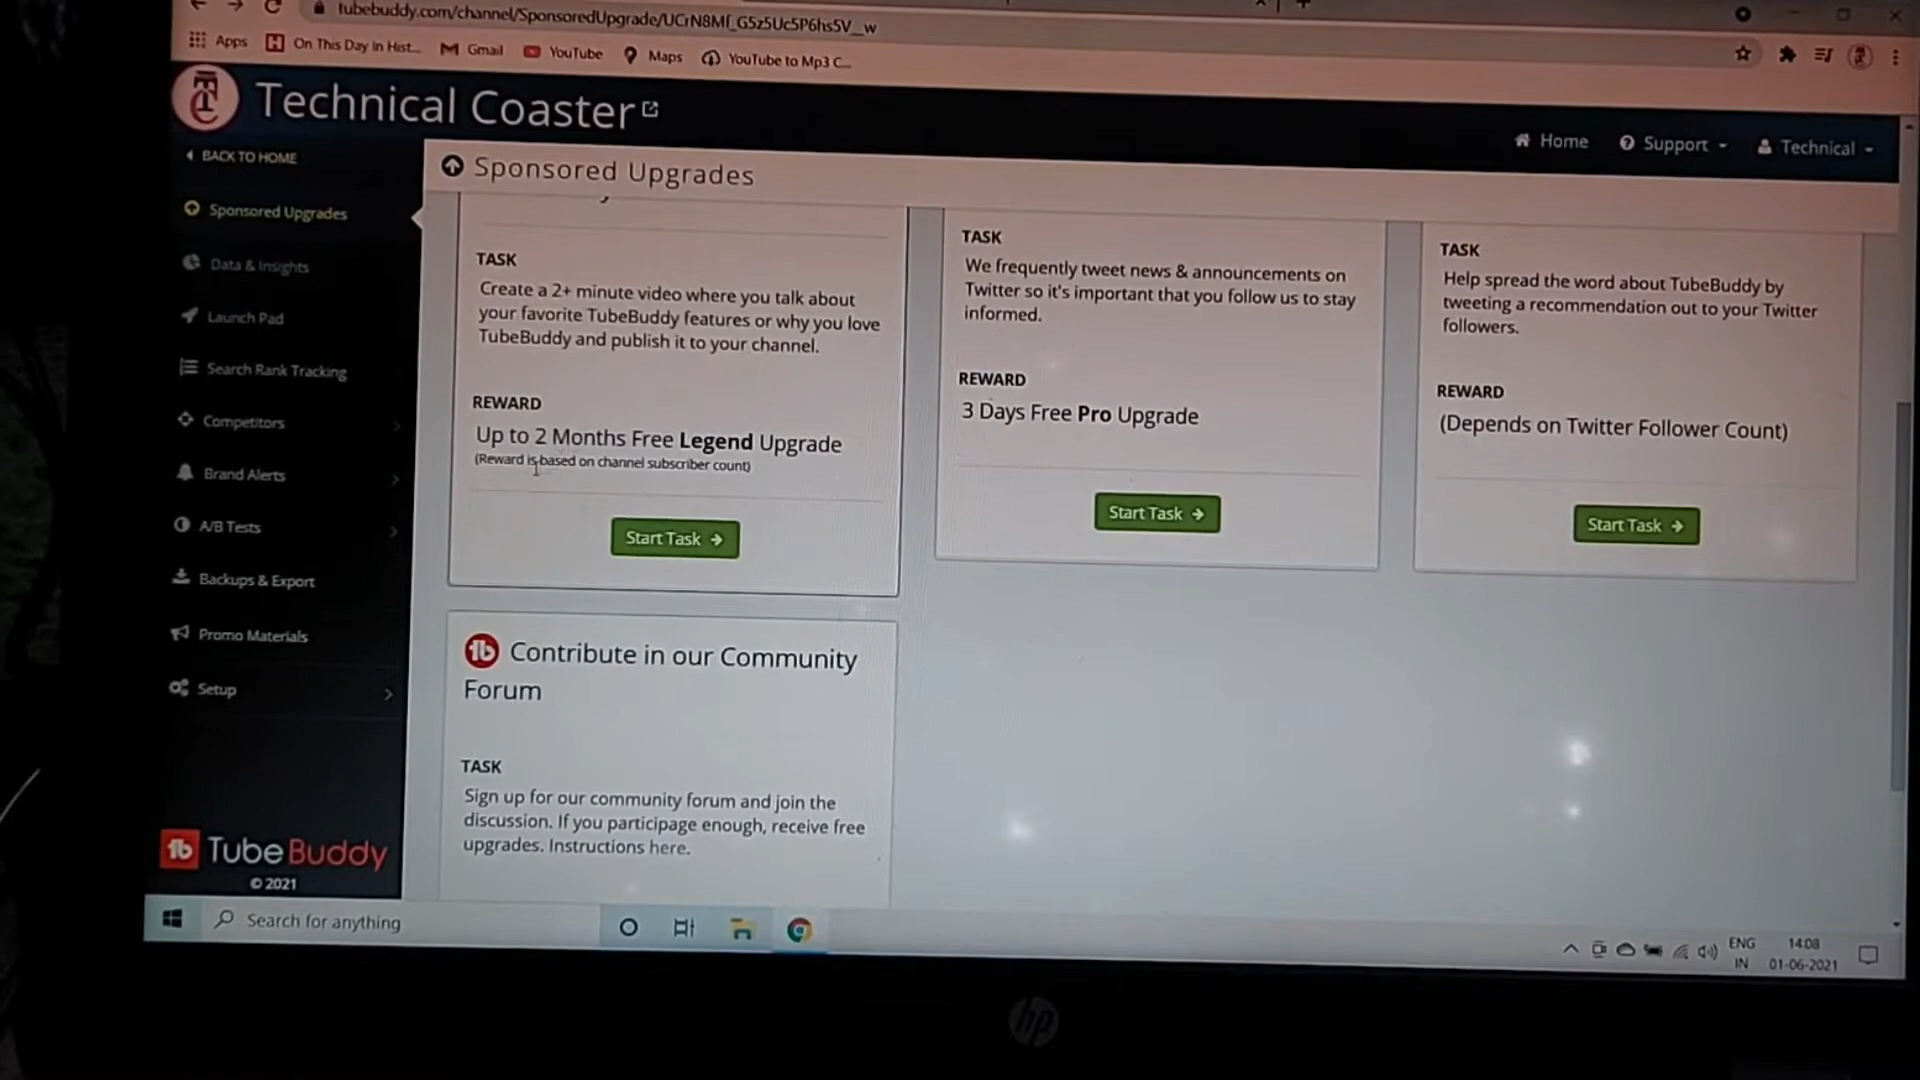 tubebuddy.com/channel/SponsoredUpgrade/UCrN8Mf_G5z5Uc5P6hs5V__w
Apps
On This Day In Hist...
Gmail
YouTube
Maps
YouTube to Mp3 C...
Technical Coaster
Home
Support
Technical
BACK TO HOME
Sponsored Upgrades
Data & Insights
Launch Pad
Search Rank Tracking
Competitors
Brand Alerts
A/B Tests
Backups & Export
Promo Materials
Setup
TubeBuddy
© 2021
Sponsored Upgrades
TASK
Create a 2+ minute video where you talk about
your favorite TubeBuddy features or why you love
TubeBuddy and publish it to your channel.
REWARD
Up to 2 Months Free Legend Upgrade
(Reward is based on channel subscriber count)
Start Task
TASK
We frequently tweet news & announcements on
Twitter so it's important that you follow us to stay
informed.
REWARD
3 Days Free Pro Upgrade
Start Task
TASK
Help spread the word about TubeBuddy by
tweeting a recommendation out to your Twitter
followers.
REWARD
(Depends on Twitter Follower Count)
Start Task
Contribute in our Community
Forum
TASK
Sign up for our community forum and join the
discussion. If you participage enough, receive free
upgrades. Instructions here.
Search for anything
ENG
IN
14:08
01-06-2021
hp